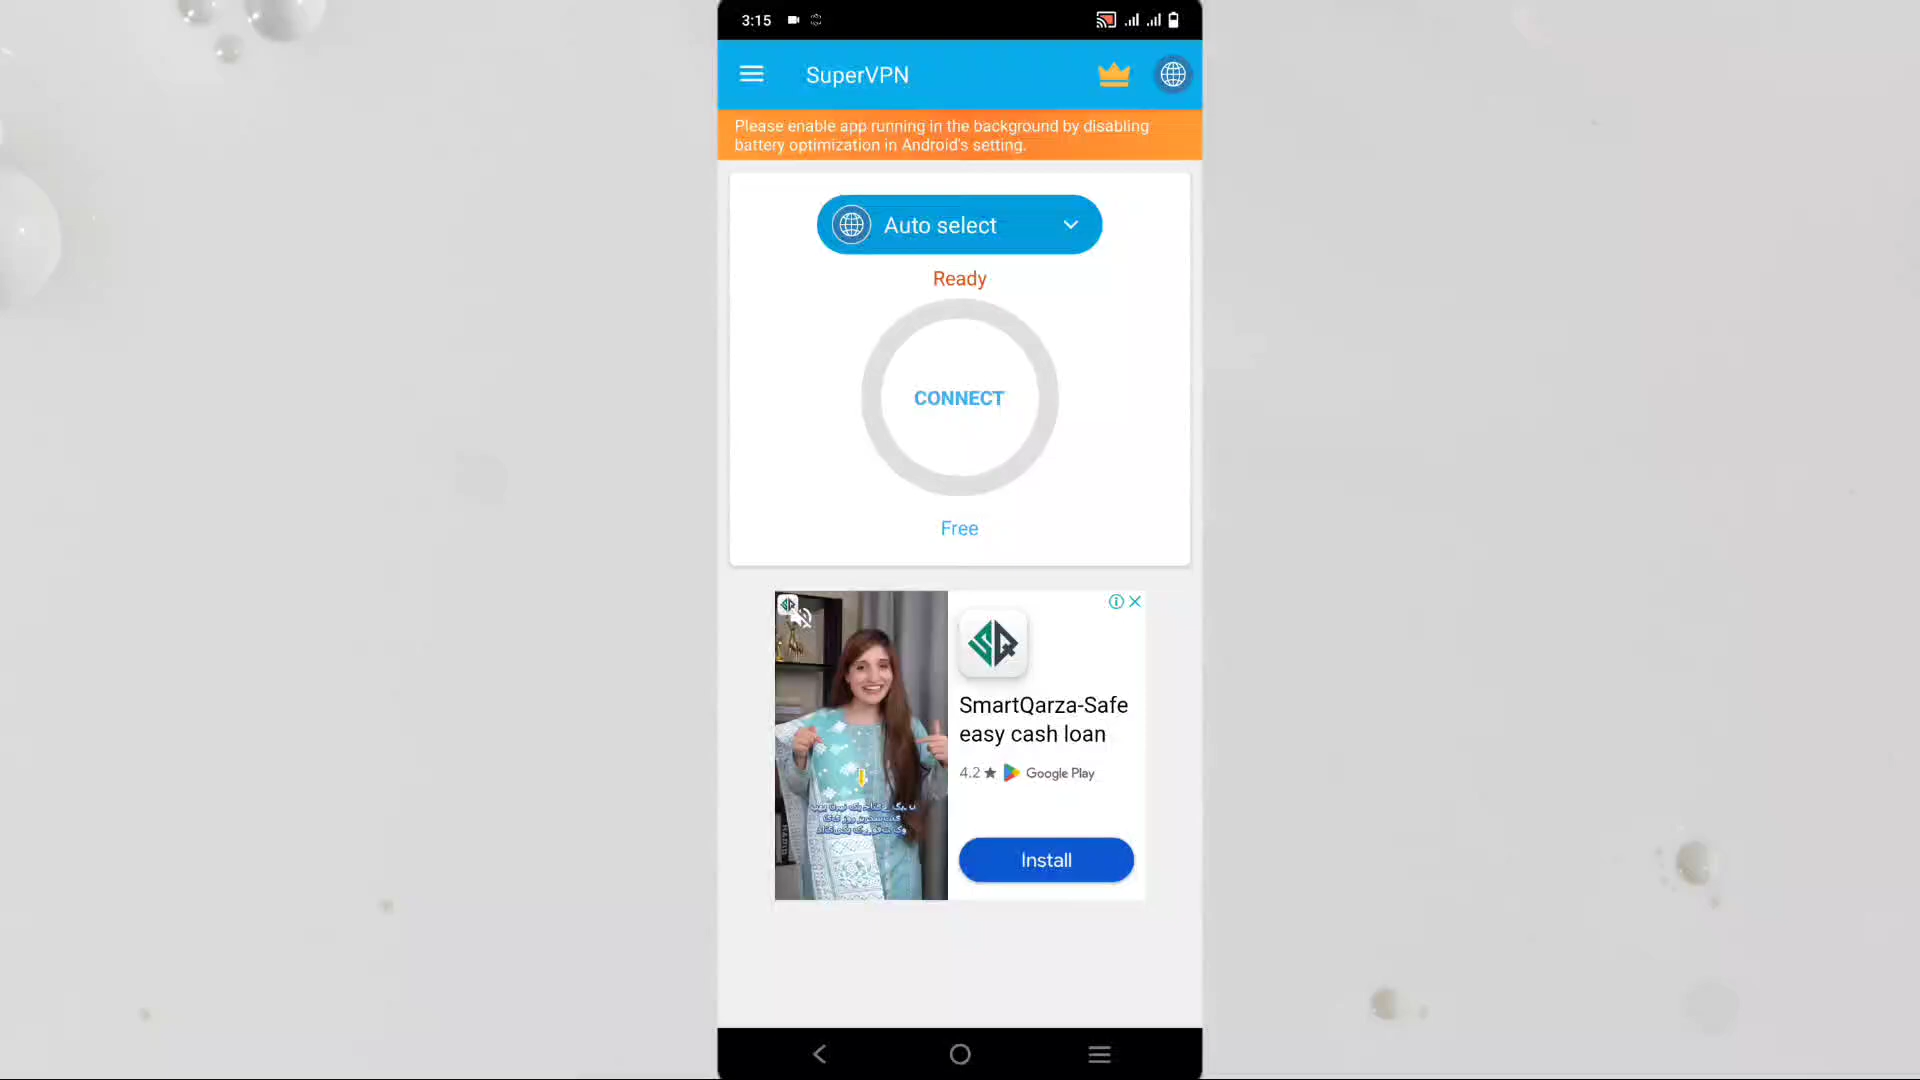 3:15
SuperVPN
Please enable app running in the background by disabling
battery optimization in Android's setting.
Auto select
Ready
CONNECT
Free
SmartQarza-Safe
easy cash loan
4.2★ Google Play
Install